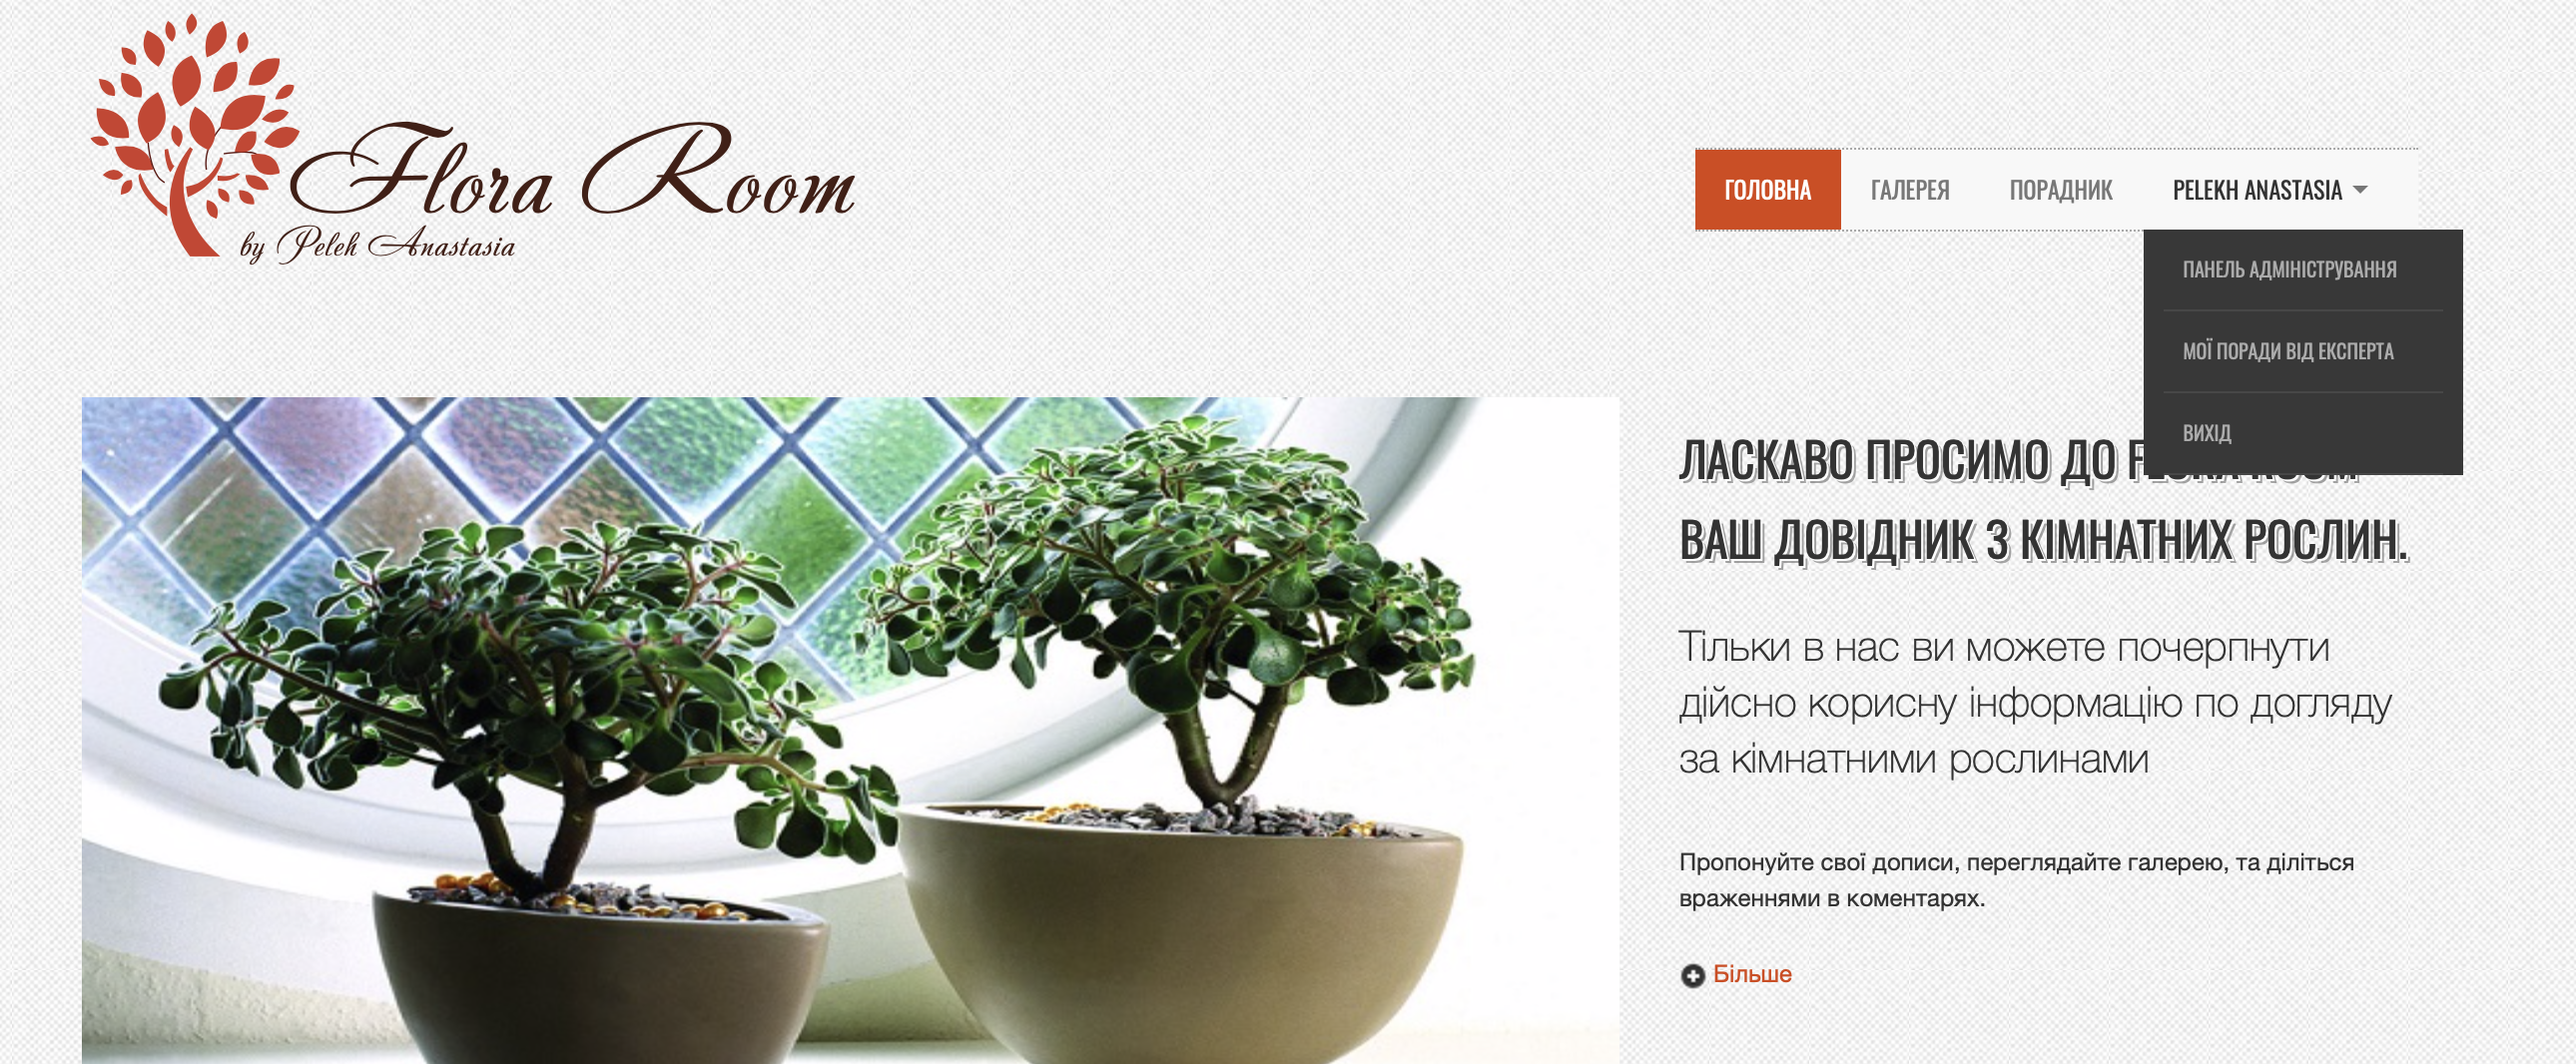 Flora Room
by Peleh Anastasia
ГОЛОВНА ГАЛЕРЕЯ ПОРАДНИК PELEKH ANASTASIA
ПАНЕЛЬ АДМІНІСТРУВАННЯ
МОЇ ПОРАДИ ВІД ЕКСПЕРТА
ВИХІД
ЛАСКАВО ПРОСИМО ДО
ВАШ ДОВІДНИК З КІМНАТНИХ РОСЛИН.
Тільки в нас ви можете почерпнути
дійсно корисну інформацію по догляду
за кімнатними рослинами
Пропонуйте свої дописи, переглядайте галерею, та діліться
враженнями в коментарях.
Більше